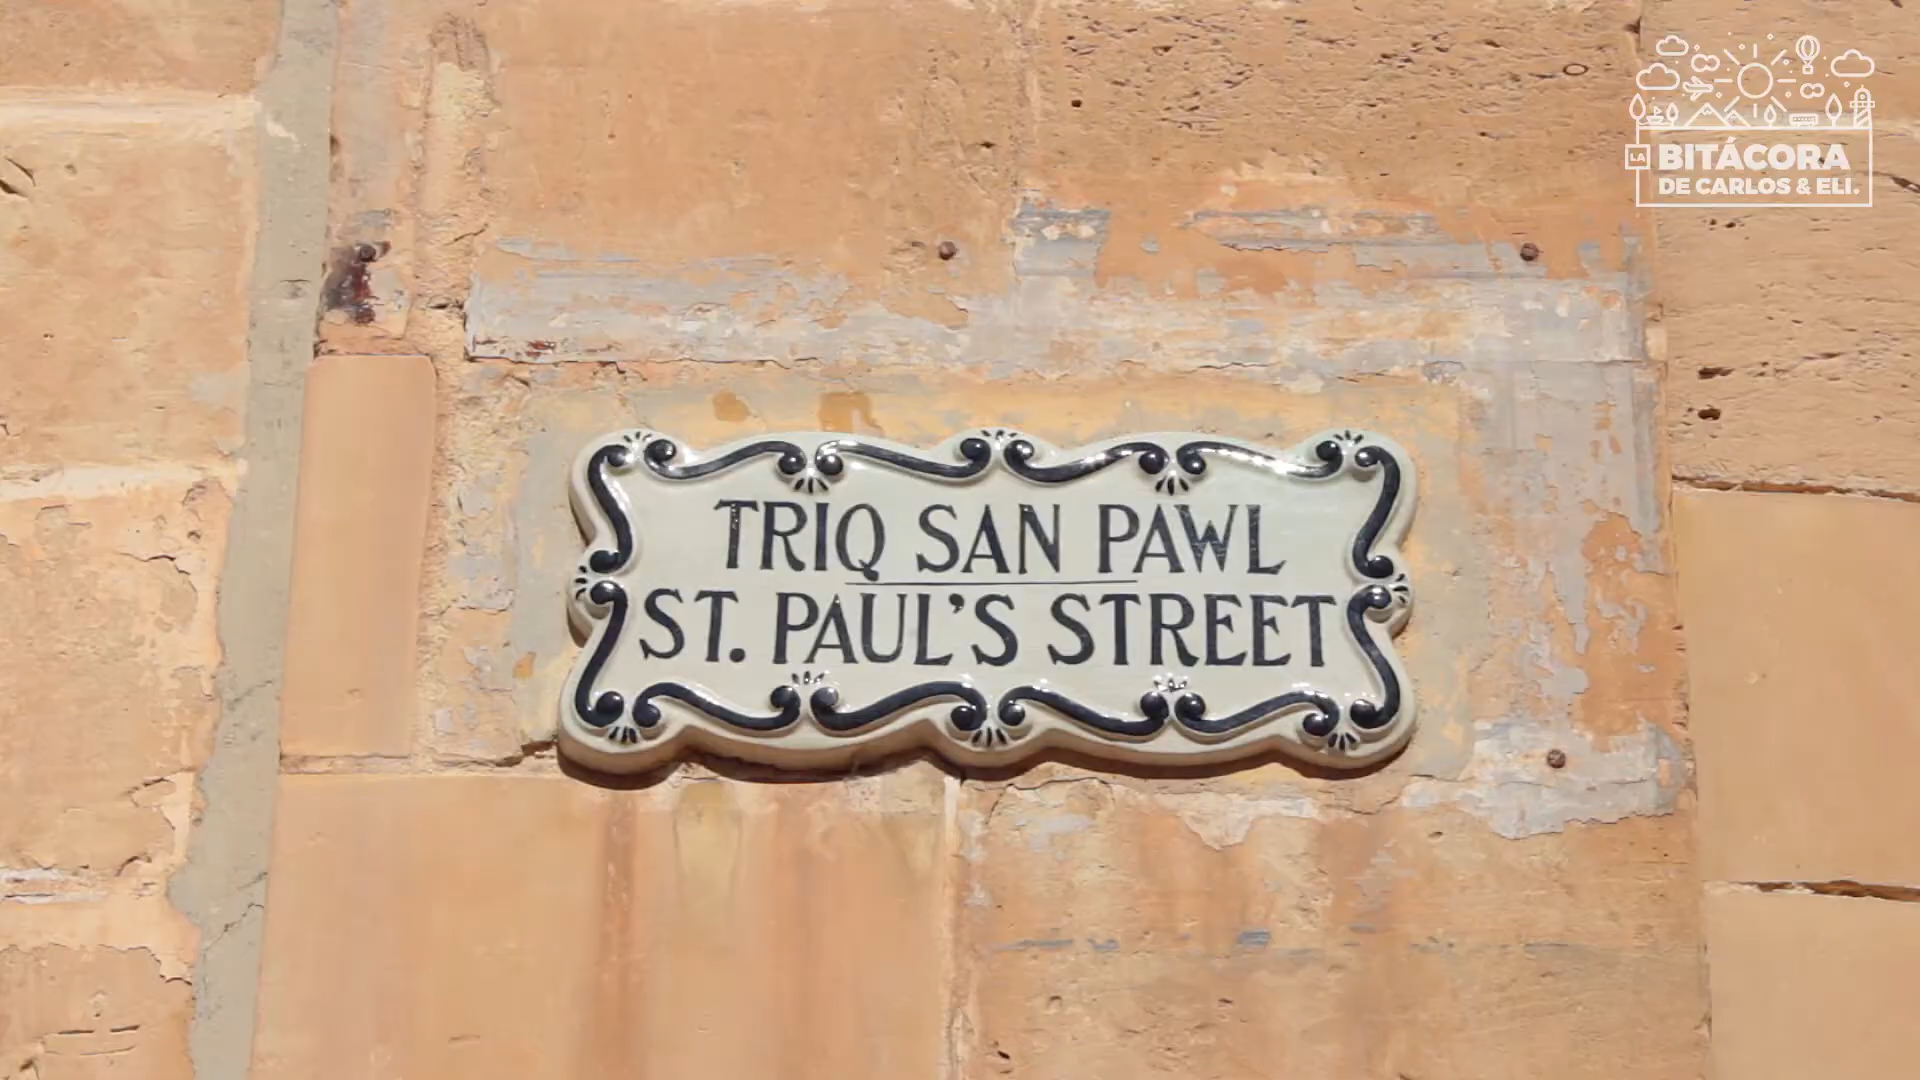 LA BITÁCORA
DE CARLOS & ELI.
TRIQ SAN PAWL
ST. PAUL'S STREET